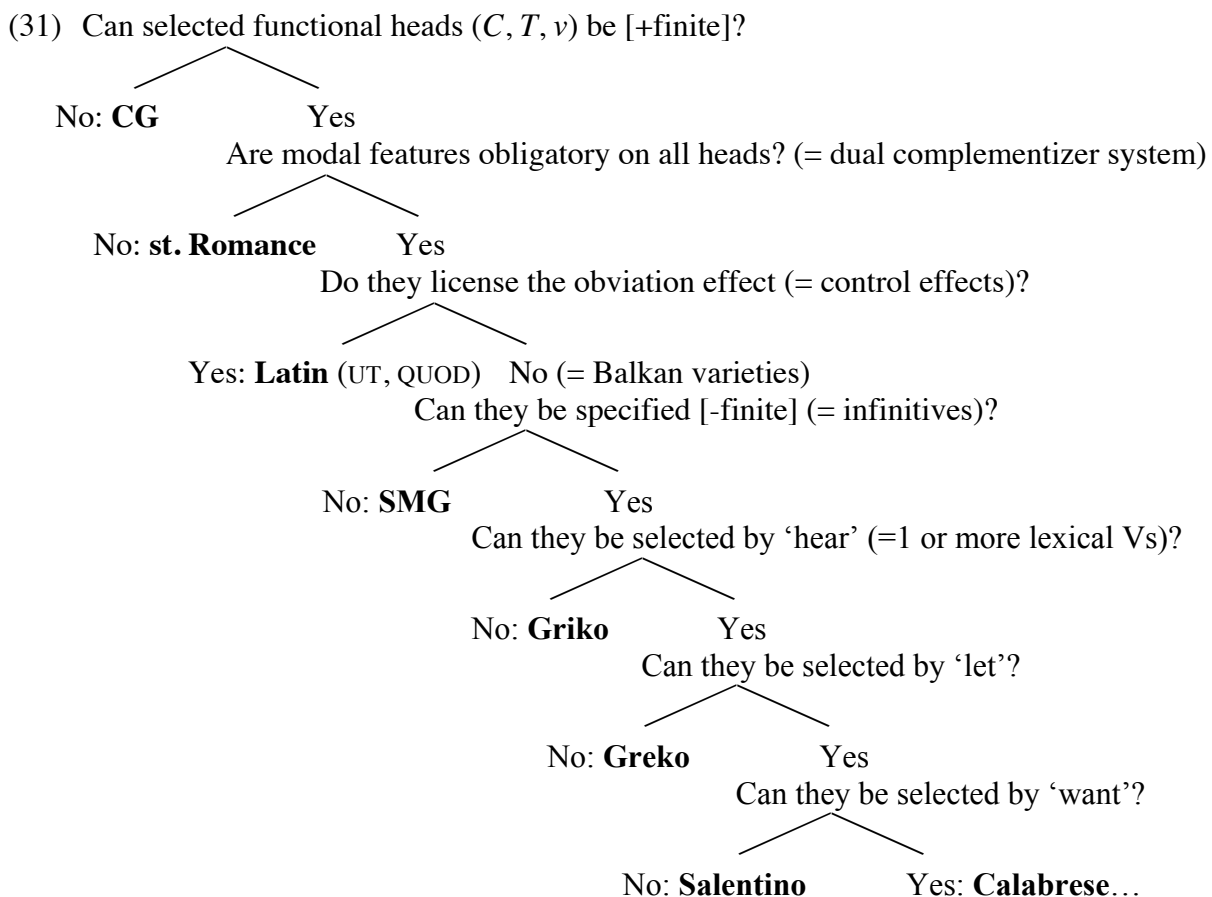 (31) Can selected functional heads (C, T, v) be [+finite]?
No: CG Yes
Are modal features obligatory on all heads? (= dual complementizer system)
No: st. Romance Yes
Do they license the obviation effect (= control effects)?
Yes: Latin (UT, QUOD) No (= Balkan varieties)
Can they be specified [-finite] (= infinitives)?
No: SMG Yes
Can they be selected by ‘hear’ (=1 or more lexical Vs)?
No: Griko Yes
Can they be selected by ‘let’?
No: Greko Yes
Can they be selected by ‘want’?
No: Salentino Yes: Calabrese…